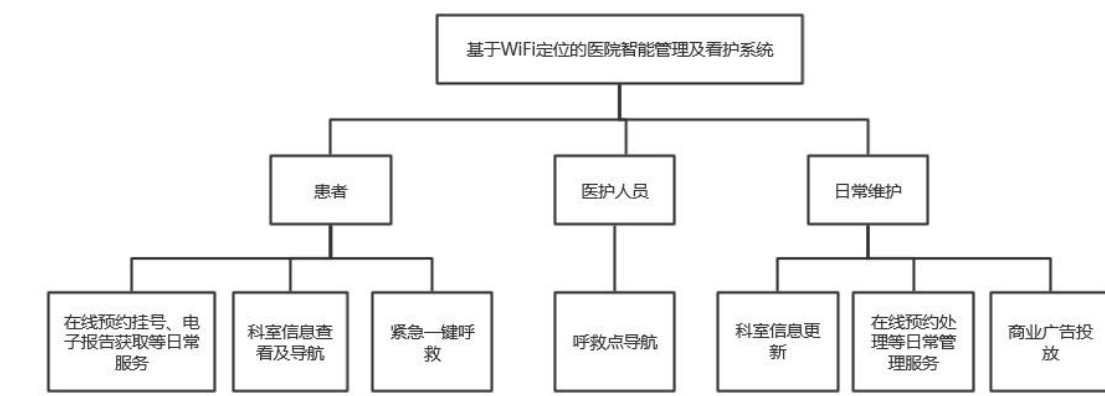 基于WiFi定位的医院智能管理及看护系统
患者
医护人员
日常维护
在线预约挂号、电
子报告获取等日常
服务
科室信息查
看及导航
紧急一键呼
救
呼救点导航
科室信息更
新
在线预约处
理等日常管
理服务
商业广告投
放